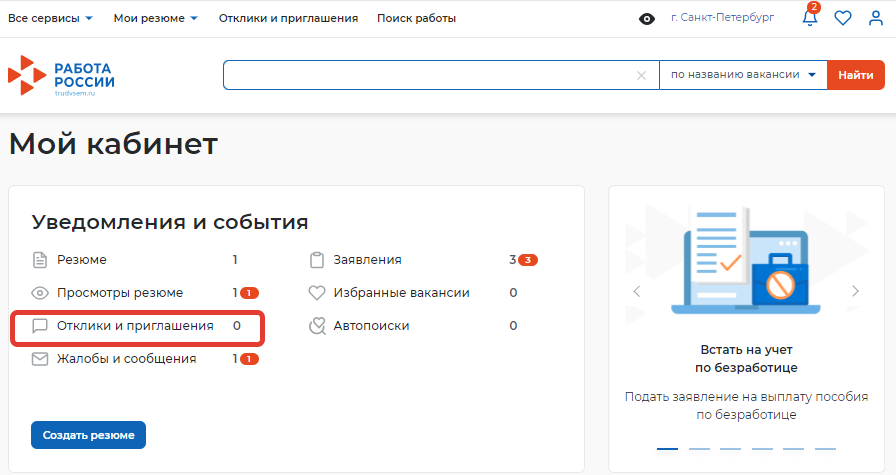 Все сервисы Мои резюме Отклики и приглашения Поиск работы г. Санкт-Петербург 2
РАБОТА
РОССИИ
trudvsem.ru
по названию вакансии Найти
Мой кабинет
Уведомления и события
Резюме 1 Заявления 3 3
Просмотры резюме 1 1 Избранные вакансии 0
Отклики и приглашения 0 Автопоиски 0
Жалобы и сообщения 1 1
Создать резюме
Встать на учет
по безработице
Подать заявление на выплату пособия
по безработице